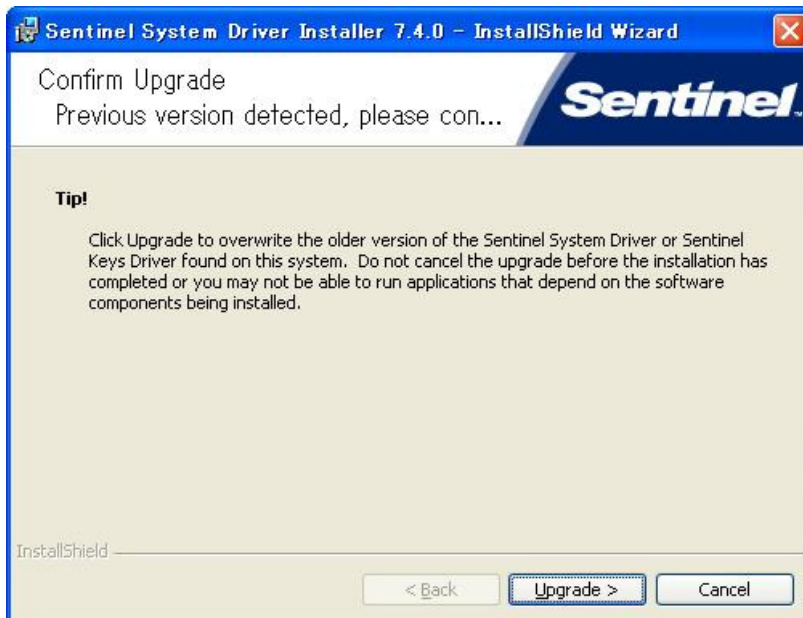 Sentinel System Driver Installer 7.4.0 - InstallShield Wizard
Confirm Upgrade
Previous version detected, please con...
Sentinel
Tip!
Click Upgrade to overwrite the older version of the Sentinel System Driver or Sentinel
Keys Driver found on this system. Do not cancel the upgrade before the installation has
completed or you may not be able to run applications that depend on the software
components being installed.
InstallShield
< Back
Upgrade >
Cancel